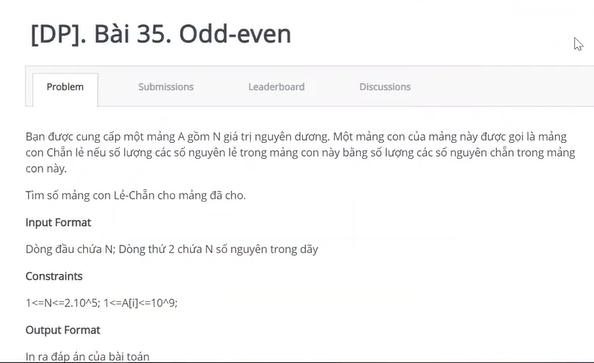 [DP]. Bài 35. Odd-even
Problem Submissions Leaderboard Discussions
Bạn được cung cấp một mảng A gồm N giá trị nguyên dương. Một mảng con của mảng này được gọi là mảng
con Chẵn lẻ nếu số lượng các số nguyên lẻ trong mảng con này bằng số lượng các số nguyên chẵn trong mảng
con này.
Tìm số mảng con Lẻ-Chẵn cho mảng đã cho.
Input Format
Dòng đầu chứa N; Dòng thứ 2 chứa N số nguyên trong dãy
Constraints
1<=N<=2.10^5; 1<=A[i]<=10^9;
Output Format
In ra đáp án của bài toán